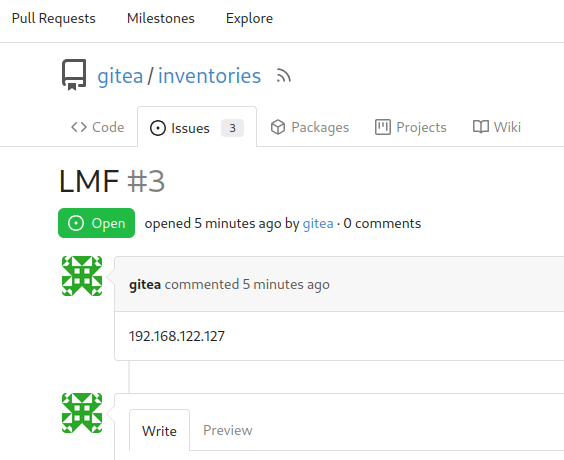 Pull Requests Milestones Explore
gitea / inventories
Code Issues 3 Packages Projects Wiki
LMF #3
Open opened 5 minutes ago by gitea · 0 comments
gitea commented 5 minutes ago
192.168.122.127
Write Preview